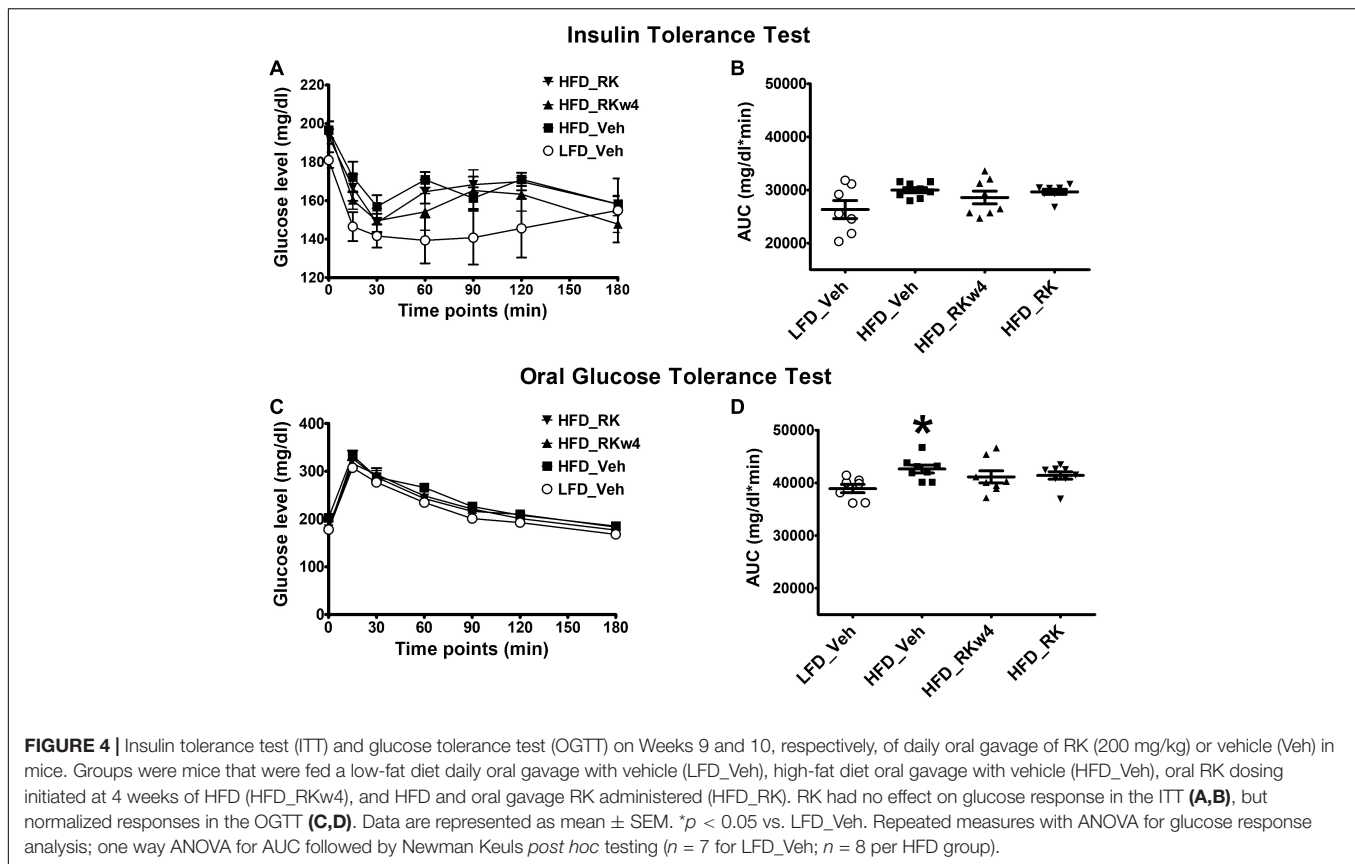 Insulin Tolerance Test
A
HFD_RK
HFD_RKw4
HFD_Veh
LFD_Veh
220
200
180
160
140
120
Glucose level (mg/dl)
0 30 60 90 120 150 180
Time points (min)
B
50000
40000
30000
20000
AUC (mg/dl*min)
LFD_Veh HFD_Veh HFD_RKw4 HFD_RK
Oral Glucose Tolerance Test
C
HFD_RK
HFD_RKw4
HFD_Veh
LFD_Veh
400
300
200
100
0
Glucose level (mg/dl)
0 30 60 90 120 150 180
Time points (min)
D
*
50000
40000
30000
20000
AUC (mg/dl*min)
LFD_Veh HFD_Veh HFD_RKw4 HFD_RK
FIGURE 4 | Insulin tolerance test (ITT) and glucose tolerance test (OGTT) on Weeks 9 and 10, respectively, of daily oral gavage of RK (200 mg/kg) or vehicle (Veh) in
mice. Groups were mice that were fed a low-fat diet daily oral gavage with vehicle (LFD_Veh), high-fat diet oral gavage with vehicle (HFD_Veh), oral RK dosing
initiated at 4 weeks of HFD (HFD_RKw4), and HFD and oral gavage RK administered (HFD_RK). RK had no effect on glucose response in the ITT (A,B), but
normalized responses in the OGTT (C,D). Data are represented as mean ± SEM. *p < 0.05 vs. LFD_Veh. Repeated measures with ANOVA for glucose response
analysis; one way ANOVA for AUC followed by Newman Keuls post hoc testing (n = 7 for LFD_Veh; n = 8 per HFD group).